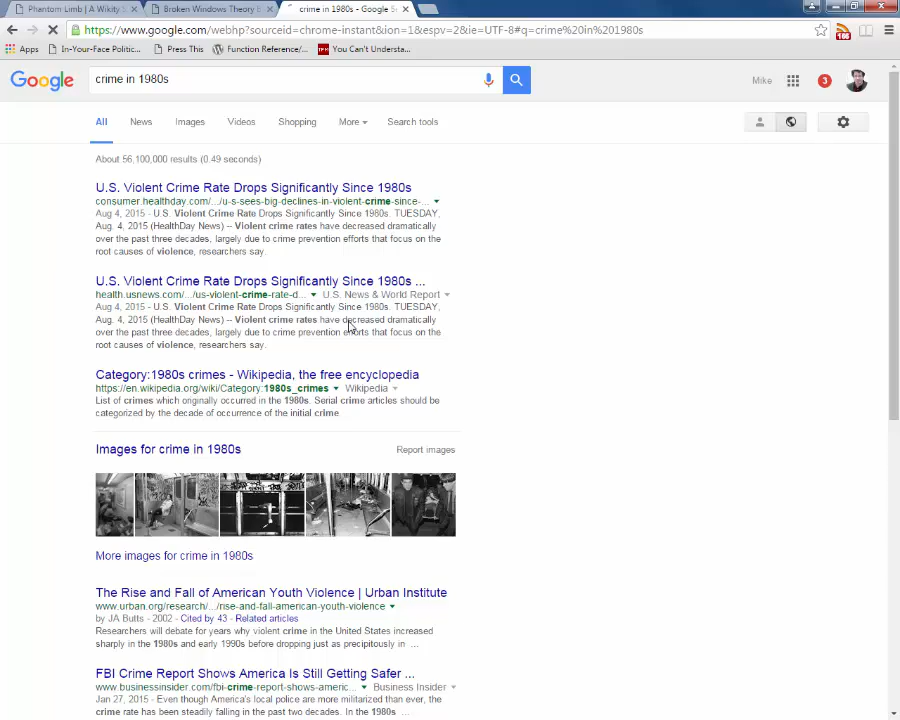 Phantom Limb | A Wikity
Broken Windows Theory
crime in 1980s - Google S
https://www.google.com/webhp?sourceid=chrome-instant&ion=1&espv=2&ie=UTF-8#q=crime%20in%201980s
Apps In-Your-Face Politic... Press This Function Reference/... You Can't Understa...
Google
crime in 1980s
Mike
3
All News Images Videos Shopping More Search tools
About 56,100,000 results (0.49 seconds)
U.S. Violent Crime Rate Drops Significantly Since 1980s
consumer.healthday.com/.../u-s-sees-big-declines-in-violent-crime-since-...
Aug 4, 2015 - U.S. Violent Crime Rate Drops Significantly Since 1980s. TUESDAY,
Aug. 4, 2015 (HealthDay News) -- Violent crime rates have decreased dramatically
over the past three decades, largely due to crime prevention efforts that focus on the
root causes of violence, researchers say.
U.S. Violent Crime Rate Drops Significantly Since 1980s ...
health.usnews.com/.../us-violent-crime-rate-d... U.S. News & World Report
Aug 4, 2015 - U.S. Violent Crime Rate Drops Significantly Since 1980s. TUESDAY,
Aug. 4, 2015 (HealthDay News) -- Violent crime rates have decreased dramatically
over the past three decades, largely due to crime prevention efforts that focus on the
root causes of violence, researchers say.
Category:1980s crimes - Wikipedia, the free encyclopedia
https://en.wikipedia.org/wiki/Category:1980s_crimes Wikipedia
List of crimes which originally occurred in the 1980s. Serial crime articles should be
categorized by the decade of occurrence of the initial crime.
Images for crime in 1980s
Report images
More images for crime in 1980s
The Rise and Fall of American Youth Violence | Urban Institute
www.urban.org/research/.../rise-and-fall-american-youth-violence
by JA Butts - 2002 - Cited by 43 - Related articles
Researchers will debate for years why violent crime in the United States increased
sharply in the 1980s and early 1990s before dropping just as precipitously in ...
FBI Crime Report Shows America Is Still Getting Safer ...
www.businessinsider.com/fbi-crime-report-shows-americ... Business Insider
Jan 27, 2015 - Even though America's local police are more militarized than ever, the
crime rate has been steadily falling in the past two decades. In the 1980s ...